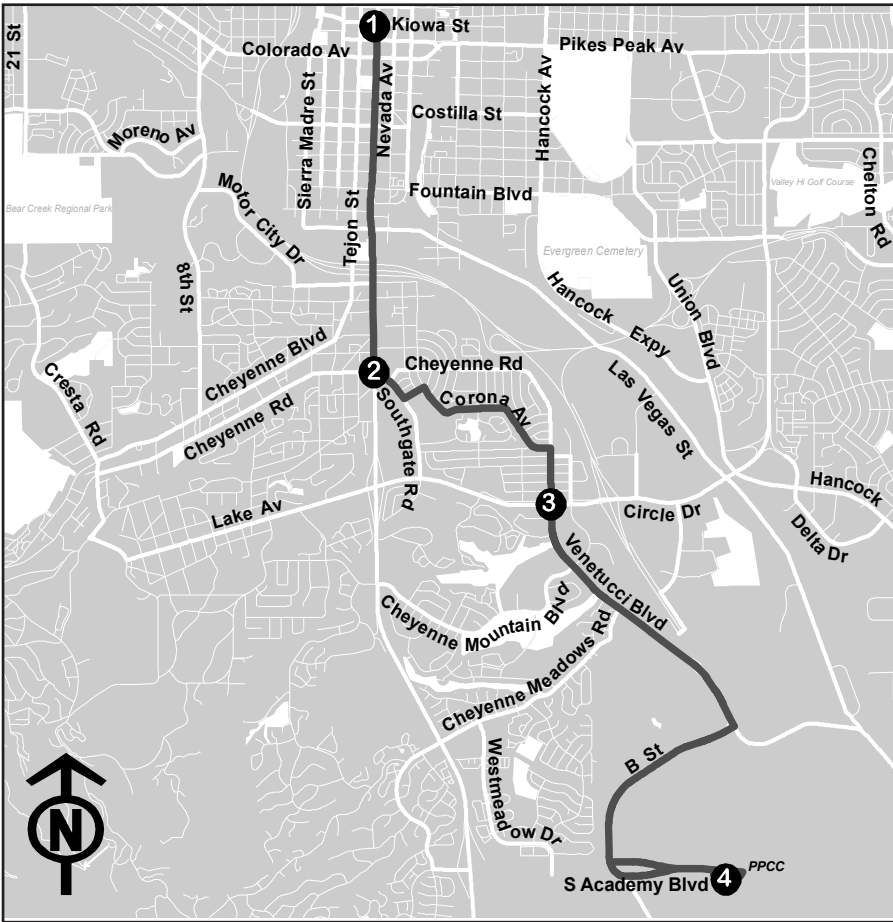 1
Kiowa St
21 St
Colorado Av
Pikes Peak Av
Sierra Madre St
Nevada Av
Hancock Av
Costilla St
Moreno Av
Chelton Rd
Valley Hi Golf Course
Fountain Blvd
Bear Creek Regional Park
Motor City Dr
Tejon St
Evergreen Cemetery
8th St
Hancock Expy
Union Blvd
Cheyenne Blvd
2
Cheyenne Rd
Cresta Rd
Cheyenne Rd
Southgate Rd
Corona Av
Las Vegas St
Lake Av
3
Circle Dr
Hancock
Delta Dr
Venetucci Blvd
Cheyenne Mountain Blvd
Cheyenne Meadows Rd
Westmeadow Dr
B St
N
PPCC
S Academy Blvd
4